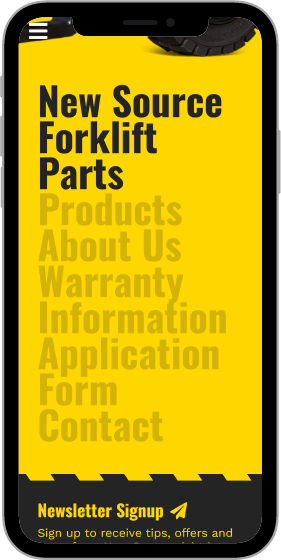 New Source
Forklift
Parts
Products
About Us
Warranty
Information
Application
Form
Contact
Newsletter Signup
Sign up to receive tips, offers and